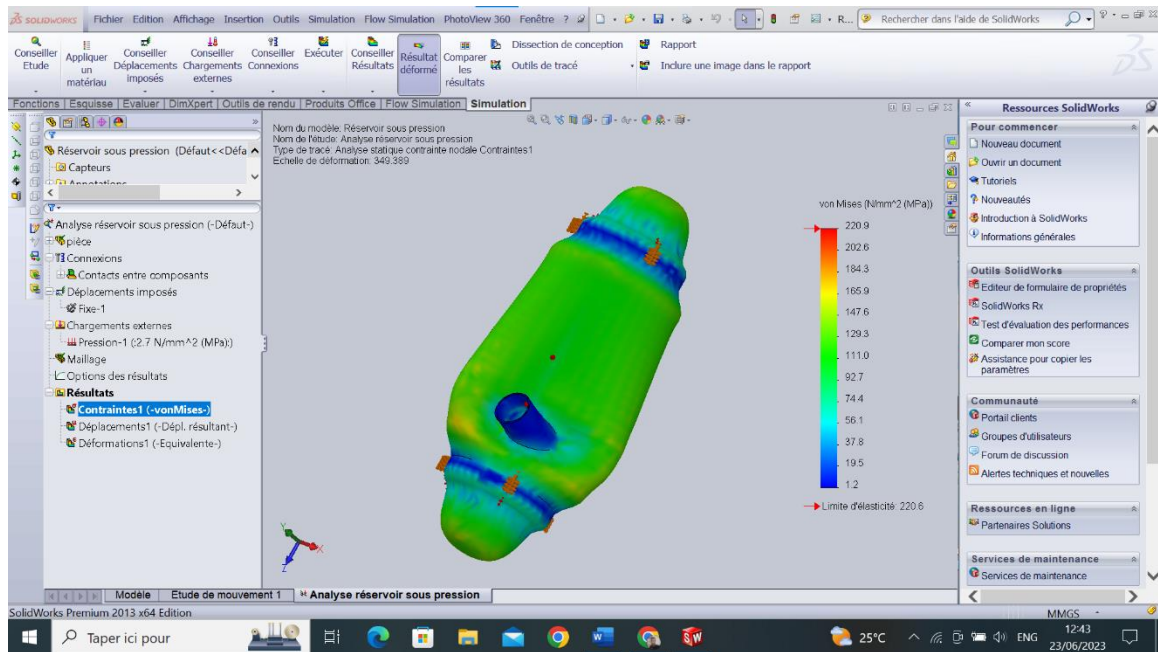 SOLIDWORKS Fichier Edition Affichage Insertion Outils Simulation Flow Simulation PhotoView 360 Fenêtre ? R... Rechercher dans l'aide de SolidWorks
Conseiller Etude
Appliquer un matériau
Conseiller Déplacements imposés
Conseiller Chargements externes
Conseiller Connexions
Exécuter
Conseiller Résultats
Résultat déformé
Comparer les résultats
Dissection de conception
Outils de tracé
Rapport
Inclure une image dans le rapport
Fonctions Esquisse Evaluer DimXpert Outils de rendu Produits Office Flow Simulation Simulation
Réservoir sous pression (Défaut<<Défa
Capteurs
Annotations
Analyse réservoir sous pression (-Défaut-)
pièce
Connexions
Contacts entre composants
Déplacements imposés
Fixe-1
Chargements externes
Pression-1 (:2.7 N/mm^2 (MPa):)
Maillage
Options des résultats
Résultats
Contraintes1 (-vonMises-)
Déplacements1 (-Dépl. résultant-)
Déformations1 (-Equivalente-)
Nom du modèle: Réservoir sous pression
Nom de l'étude: Analyse réservoir sous pression
Type de tracé: Analyse statique contrainte nodale Contraintes1
Echelle de déformation: 349.389
von Mises (N/mm^2 (MPa))
220.9
202.6
184.3
165.9
147.6
129.3
111.0
92.7
74.4
56.1
37.8
19.5
1.2
Limite d'élasticité: 220.6
Y
X
Z
Ressources SolidWorks
Pour commencer
Nouveau document
Ouvrir un document
Tutoriels
Nouveautés
Introduction à SolidWorks
Informations générales
Outils SolidWorks
Editeur de formulaire de propriétés
SolidWorks Rx
Test d'évaluation des performances
Comparer mon score
Assistance pour copier les
paramètres
Communauté
Portail clients
Groupes d'utilisateurs
Forum de discussion
Alertes techniques et nouvelles
Ressources en ligne
Partenaires Solutions
Services de maintenance
Services de maintenance
Modèle Etude de mouvement 1 Analyse réservoir sous pression
SolidWorks Premium 2013 x64 Edition
MMGS
Taper ici pour
25°C
ENG
12:43
23/06/2023